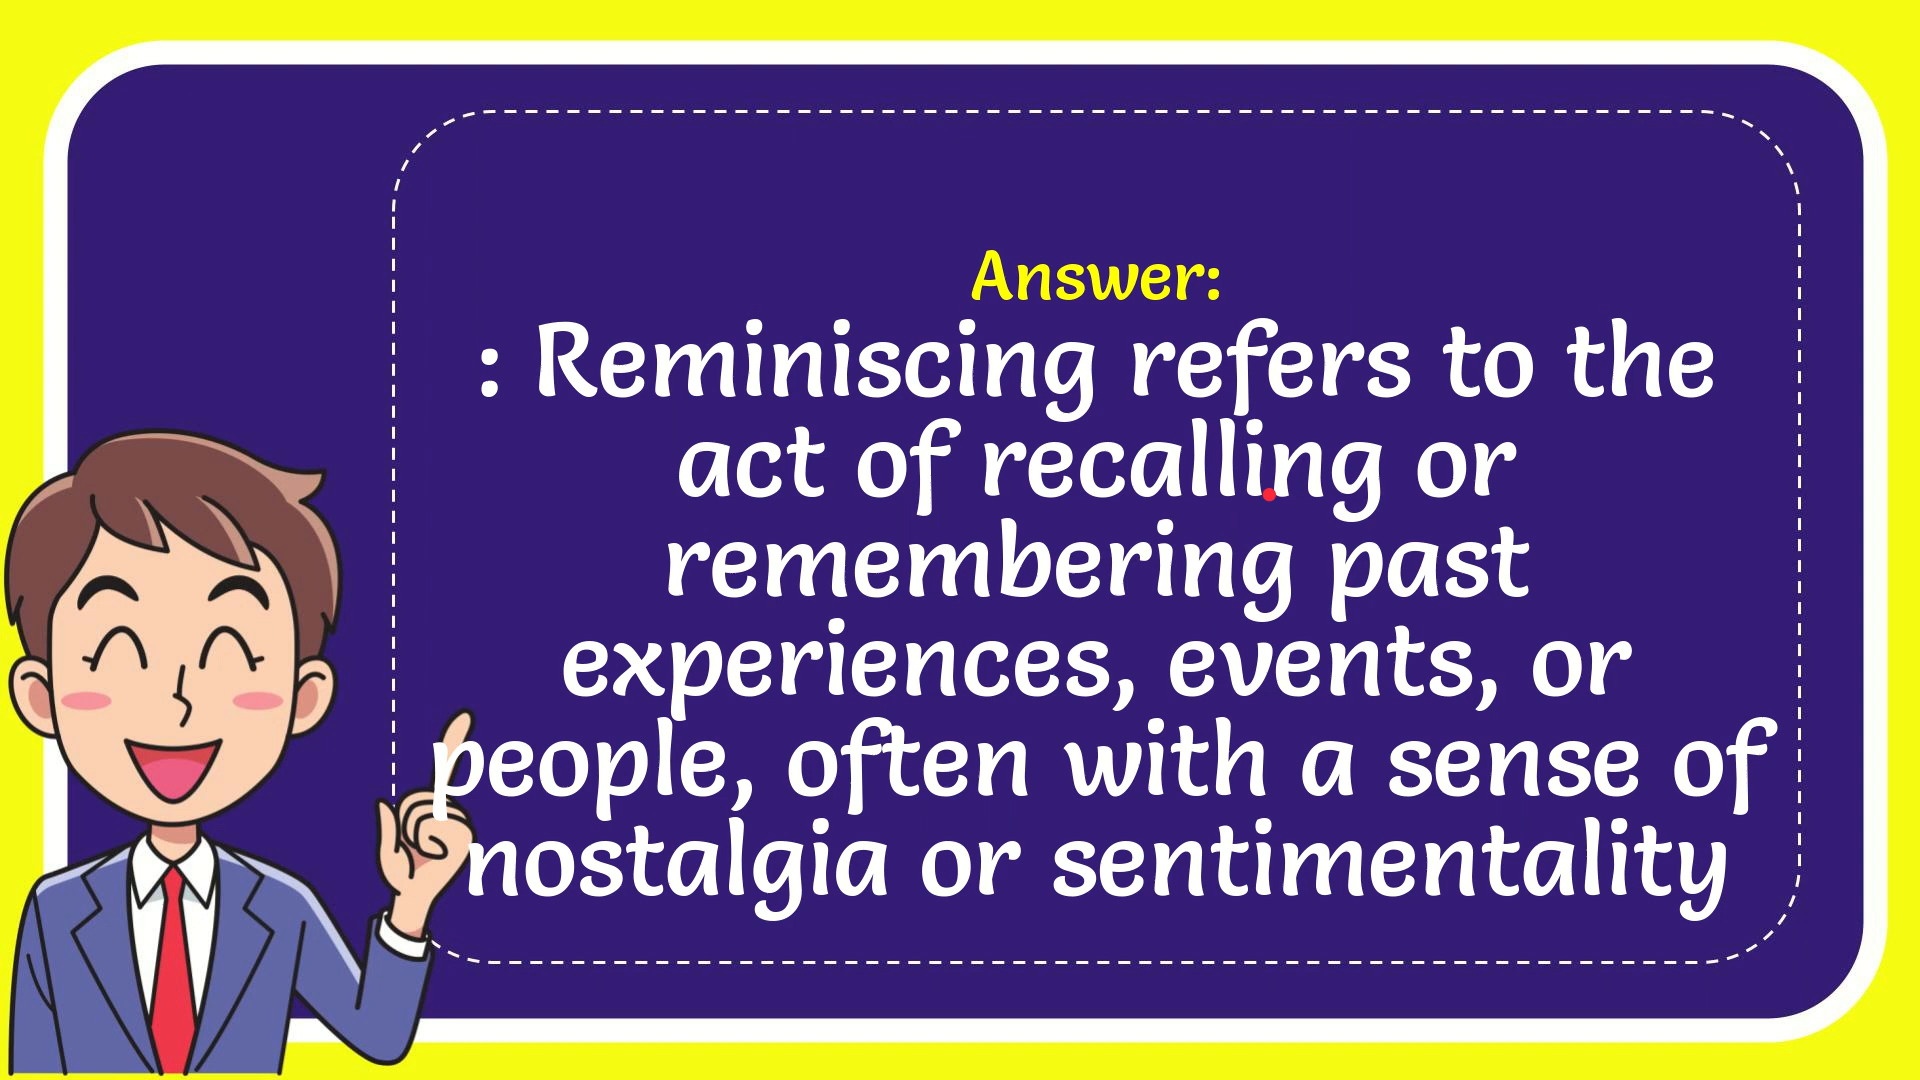 Answer:
: Reminiscing refers to the
act of recalling or
remembering past
experiences, events, or
people, often with a sense of
nostalgia or sentimentality